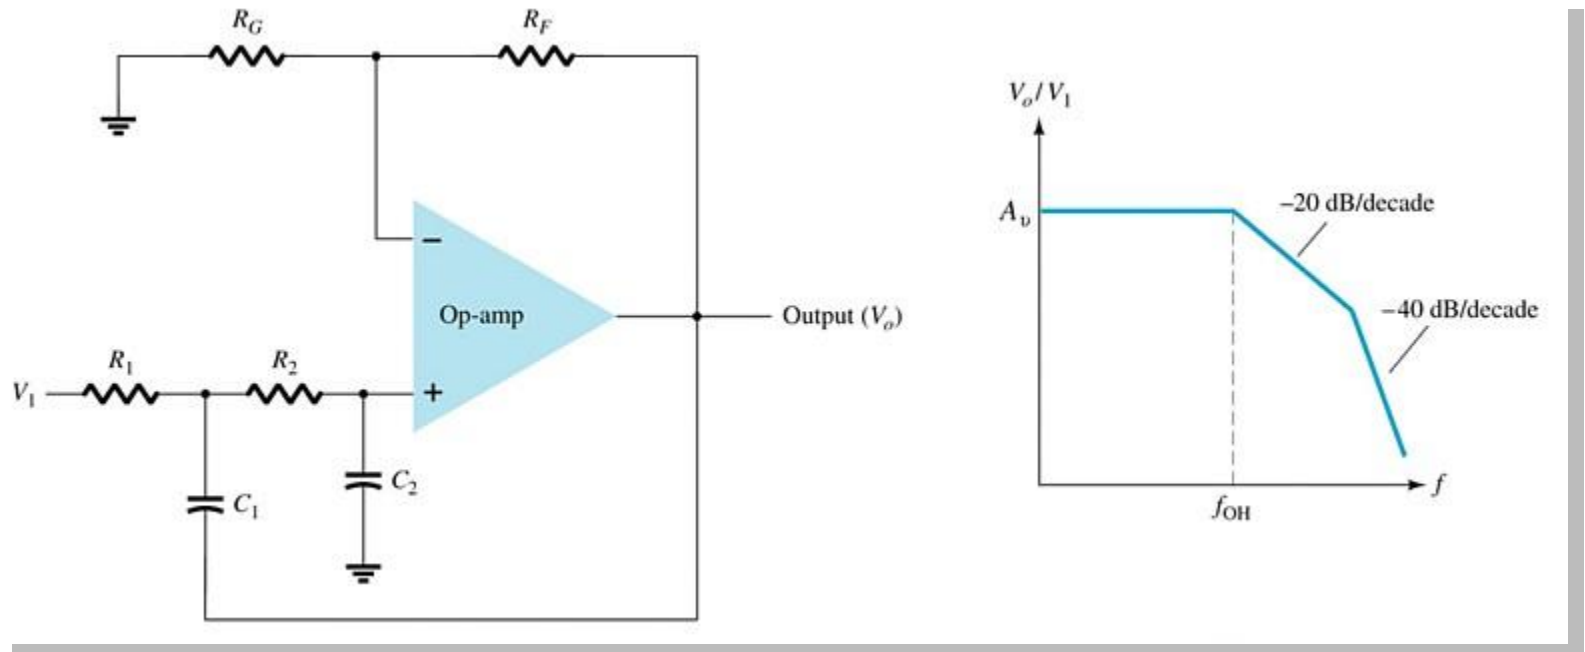 R_G
R_F
−
Op-amp
Output (V_o)
+
R_1
R_2
V_1
C_1
C_2
V_o/V_1
A_υ
−20 dB/decade
−40 dB/decade
f
f_OH